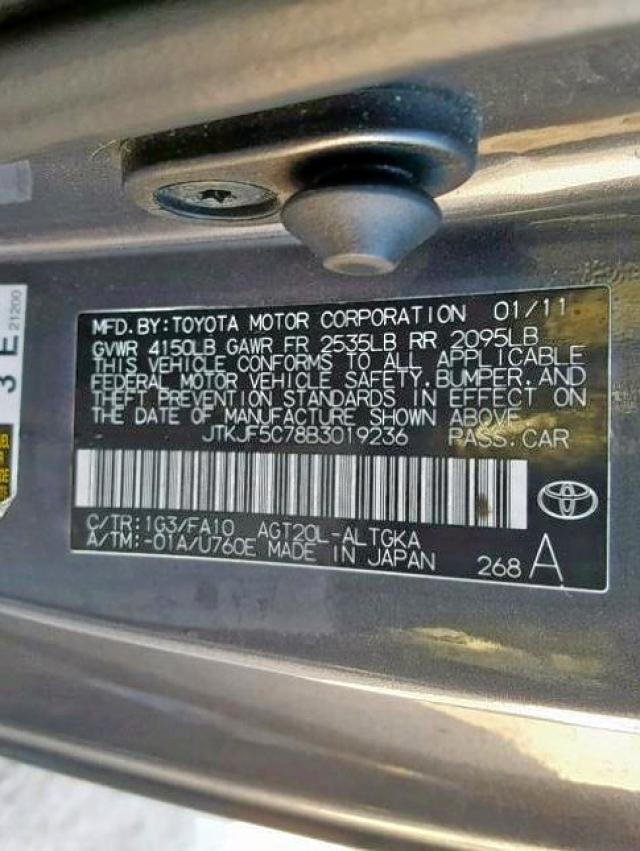 MFD. BY: TOYOTA MOTOR CORPORATION 01/11
GVWR 4150LB GAWR FR 2535LB RR 2095LB
THIS VEHICLE CONFORMS TO ALL APPLICABLE
FEDERAL MOTOR VEHICLE SAFETY, BUMPER, AND
THEFT PREVENTION STANDARDS IN EFFECT ON
THE DATE OF MANUFACTURE SHOWN ABOVE.
JTKJF5C78B3019236 PASS. CAR
C/TR: 1G3/FA10 AGT20L-ALTGKA
A/TM: -01A/U760E MADE IN JAPAN 268 A
3 E
21200